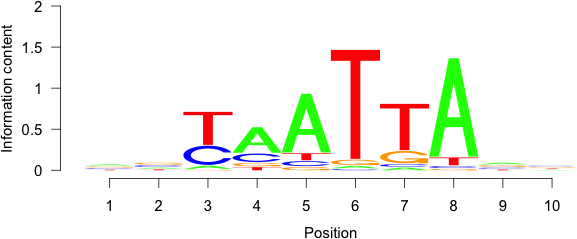 Information content
2
1.5
1
0.5
0
T C A
A C G T
A T C G
T G C A
T G C A
A T C G
1 2 3 4 5 6 7 8 9 10
Position